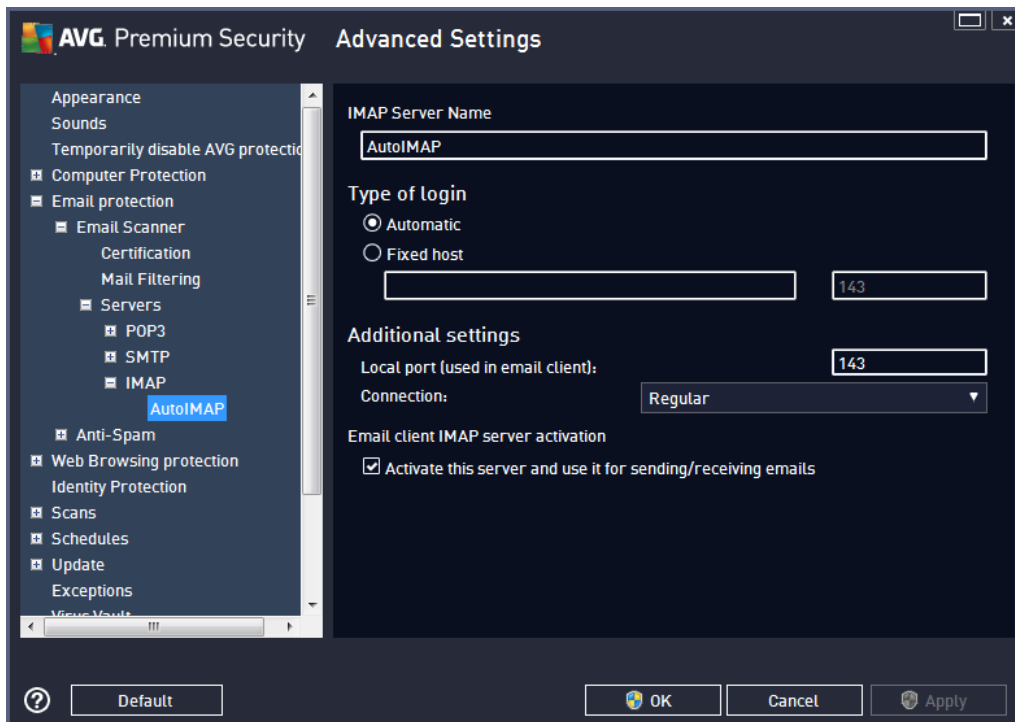 AVG. Premium Security Advanced Settings
Appearance
Sounds
Temporarily disable AVG protectio
Computer Protection
Email protection
Email Scanner
Certification
Mail Filtering
Servers
POP3
SMTP
IMAP
AutoIMAP
Anti-Spam
Web Browsing protection
Identity Protection
Scans
Schedules
Update
Exceptions
Virus Vault
IMAP Server Name
AutoIMAP
Type of login
Automatic
Fixed host
143
Additional settings
Local port (used in email client): 143
Connection: Regular
Email client IMAP server activation
Activate this server and use it for sending/receiving emails
Default OK Cancel Apply